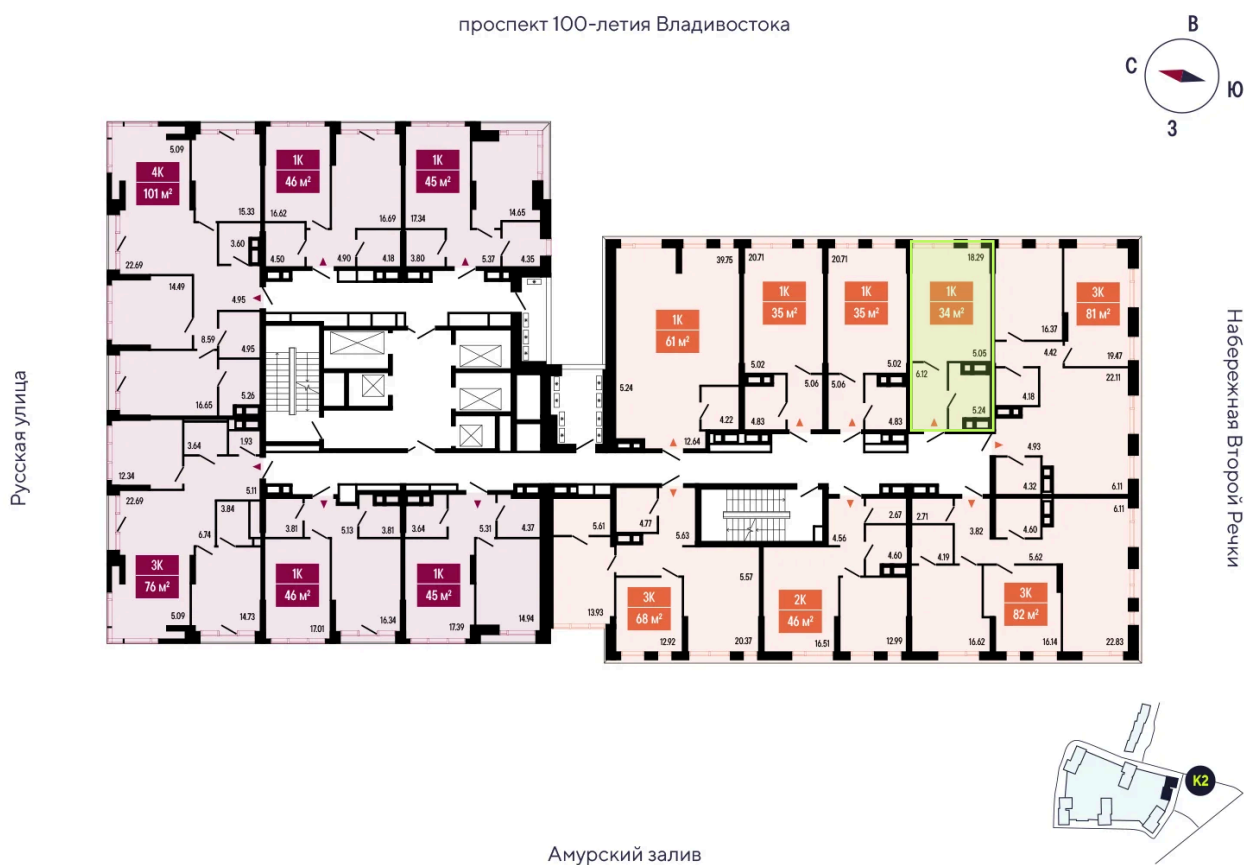 проспект 100-летия Владивостока
В
С
Ю
З
Русская улица
Набережная Второй Речки
5.09
4К
101 м²
15.33
3.60
22.69
14.49
4.95
8.59
4.95
16.65
5.26
1К
46 м²
16.62
16.69
4.50
4.90
4.18
1К
45 м²
17.34
14.65
3.80
5.37
4.35
3.64
1.93
12.34
22.69
5.11
3.84
6.74
3К
76 м²
5.09
14.73
3.81
5.13
3.81
1К
46 м²
17.01
16.34
3.64
5.31
4.37
1К
45 м²
17.39
14.94
39.75
1К
61 м²
5.24
4.22
12.64
20.71
1К
35 м²
5.02
5.06
4.83
20.71
1К
35 м²
5.02
5.06
4.83
18.29
1К
34 м²
5.05
6.12
5.24
3К
81 м²
16.37
19.47
4.42
22.11
4.18
4.93
4.32
6.11
5.61
4.77
5.63
5.57
3К
68 м²
13.93
12.92
20.37
2.67
4.56
4.60
2К
46 м²
16.51
12.99
2.71
3.82
4.60
6.11
4.19
5.62
3К
82 м²
16.62
16.14
22.83
К2
Амурский залив